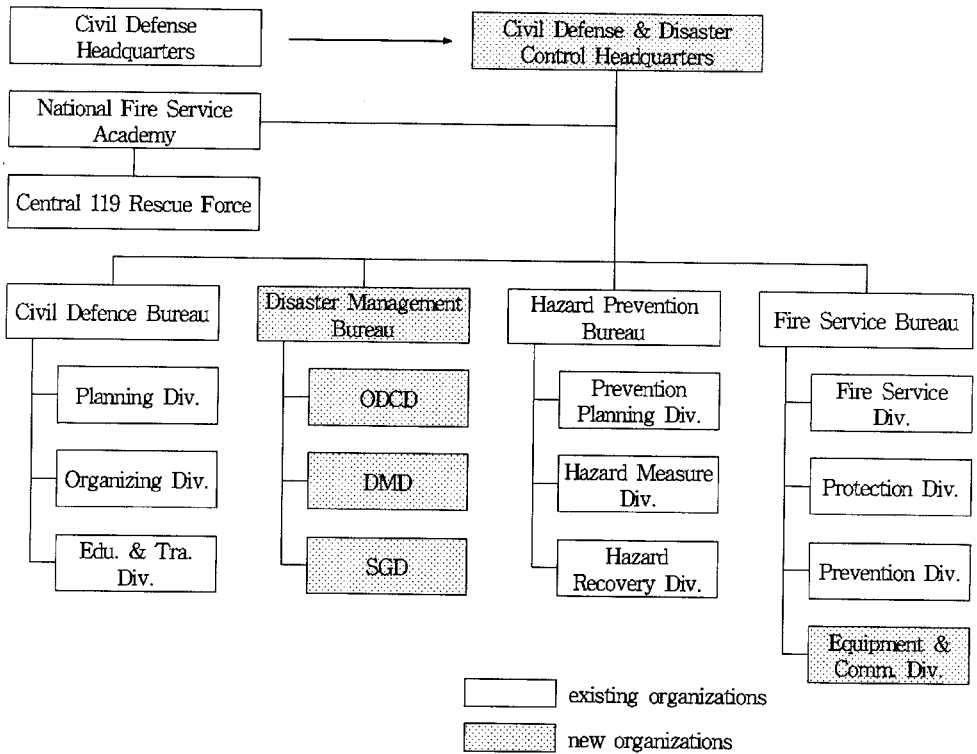 Civil Defense
Headquarters
Civil Defense & Disaster
Control Headquarters
National Fire Service
Academy
Central 119 Rescue Force
Civil Defence Bureau
Disaster Management
Bureau
Hazard Prevention
Bureau
Fire Service Bureau
Planning Div.
Organizing Div.
Edu. & Tra.
Div.
ODCD
DMD
SGD
Prevention
Planning Div.
Hazard Measure
Div.
Hazard
Recovery Div.
Fire Service
Div.
Protection Div.
Prevention Div.
Equipment &
Comm. Div.
existing organizations
new organizations